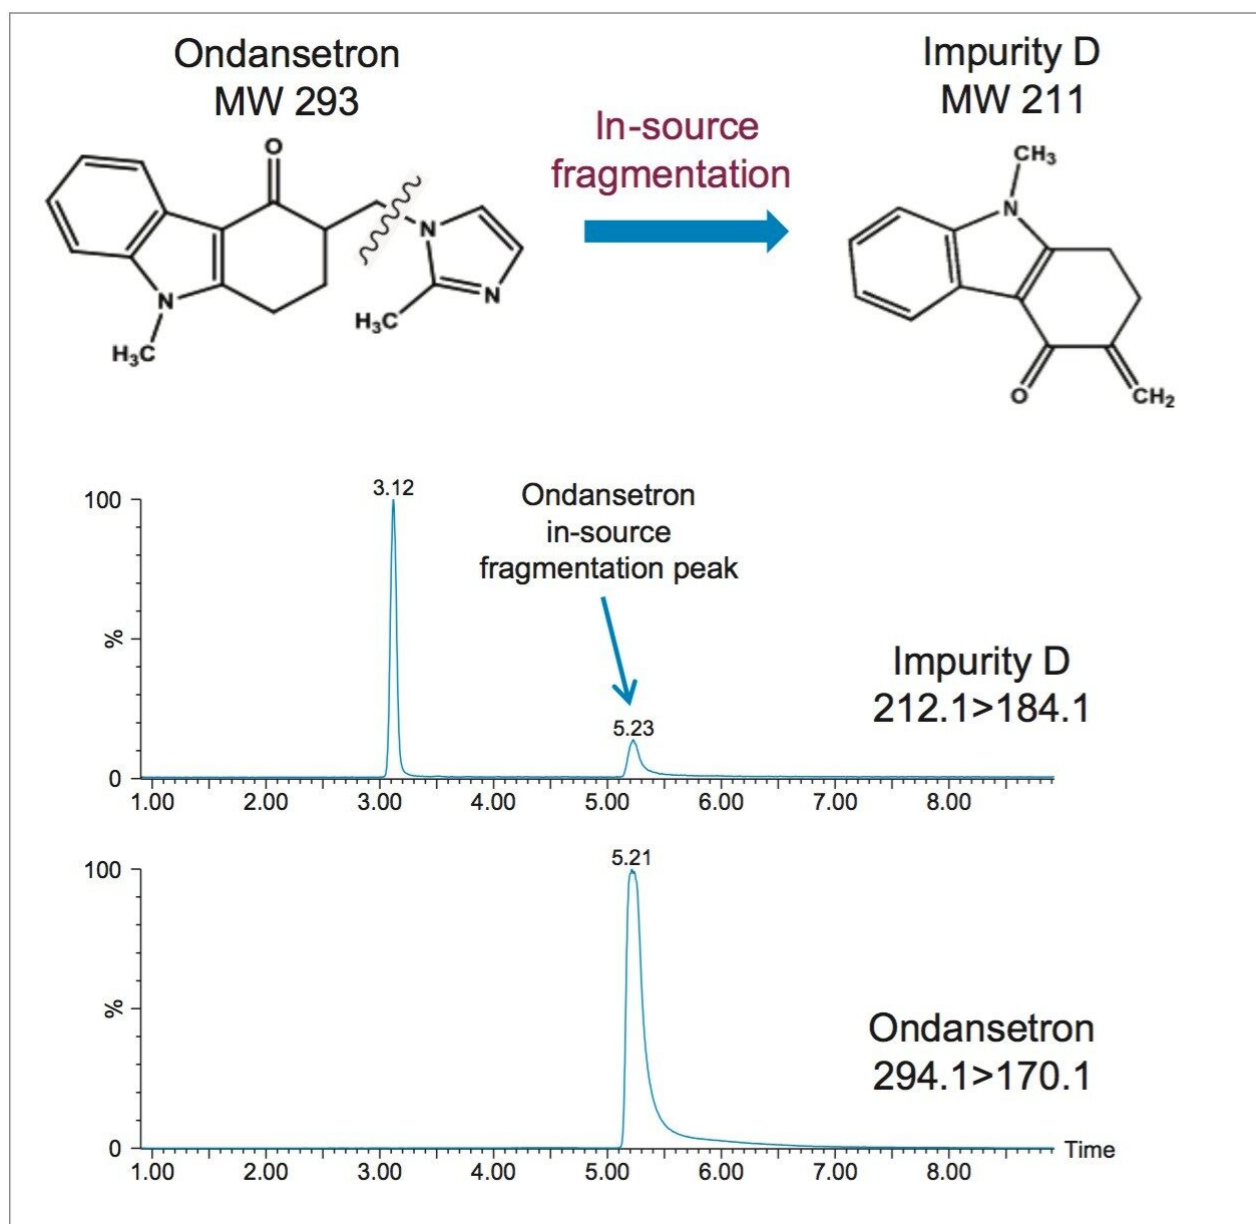 Ondansetron
MW 293
In-source
fragmentation
Impurity D
MW 211
O
N
N
H₃C
N
H₃C
CH₃
N
O
CH₂
3.12
Ondansetron
in-source
fragmentation peak
5.23
Impurity D
212.1>184.1
100
%
0
1.00 2.00 3.00 4.00 5.00 6.00 7.00 8.00
5.21
Ondansetron
294.1>170.1
100
%
0
Time
1.00 2.00 3.00 4.00 5.00 6.00 7.00 8.00